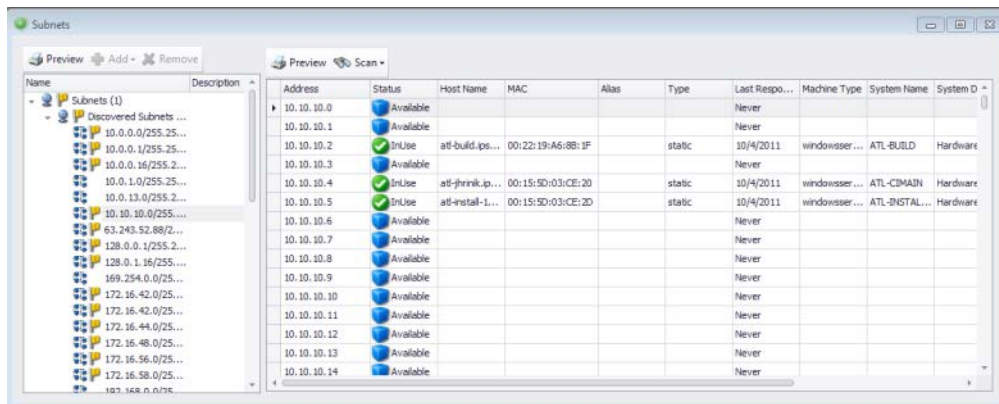 Subnets
Preview Add Remove
Name Description
Subnets (1)
Discovered Subnets ...
10.0.0.0/255.25...
10.0.0.1/255.25...
10.0.0.16/255.2...
10.0.1.0/255.25...
10.0.13.0/255.2...
10.10.10.0/255....
63.243.52.88/2...
128.0.0.1/255.2...
128.0.1.16/255....
169.254.0.0/25...
172.16.42.0/25...
172.16.42.0/25...
172.16.44.0/25...
172.16.48.0/25...
172.16.56.0/25...
172.16.58.0/25...
192.168.0.0/25...
Preview Scan
Address Status Host Name MAC Alias Type Last Respo... Machine Type System Name System D
10.10.10.0 Available Never
10.10.10.1 Available Never
10.10.10.2 InUse atl-build.ips... 00:22:19:A6:8B:1F static 10/4/2011 windowsser... ATL-BUILD Hardware
10.10.10.3 Available Never
10.10.10.4 InUse atl-jhrinik.ip... 00:15:5D:03:CE:20 static 10/4/2011 windowsser... ATL-CIMAIN Hardware
10.10.10.5 InUse atl-install-1... 00:15:5D:03:CE:2D static 10/4/2011 windowsser... ATL-INSTAL... Hardware
10.10.10.6 Available Never
10.10.10.7 Available Never
10.10.10.8 Available Never
10.10.10.9 Available Never
10.10.10.10 Available Never
10.10.10.11 Available Never
10.10.10.12 Available Never
10.10.10.13 Available Never
10.10.10.14 Available Never